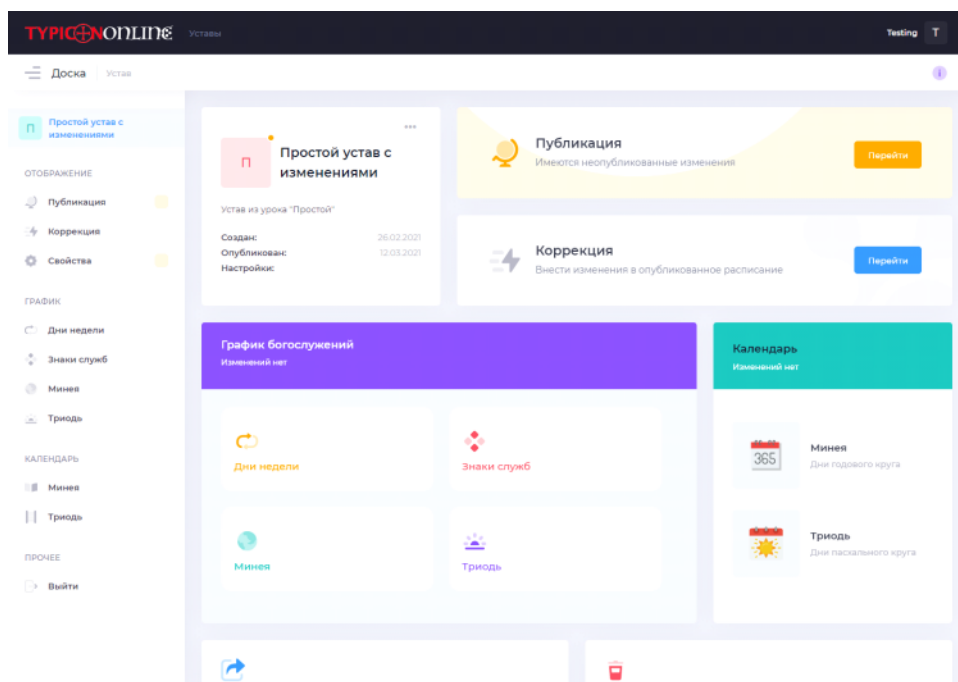 TYPICONONLINE
Уставы
Testing
T
Доска
Устав
i
П
Простой устав с
изменениями
ОТОБРАЖЕНИЕ
Публикация
Коррекция
Свойства
ГРАФИК
Дни недели
Знаки служб
Минея
Триодь
КАЛЕНДАРЬ
Минея
Триодь
ПРОЧЕЕ
Выйти
П
Простой устав с
изменениями
Устав из урока "Простой"
Создан: 26.02.2021
Опубликован: 12.03.2021
Настройки:
Публикация
Имеются неопубликованные изменения
Перейти
Коррекция
Внести изменения в опубликованное расписание
Перейти
График богослужений
Изменений нет
Дни недели
Знаки служб
Минея
Триодь
Календарь
Изменений нет
365
Минея
Дни годового круга
Триодь
Дни пасхального круга